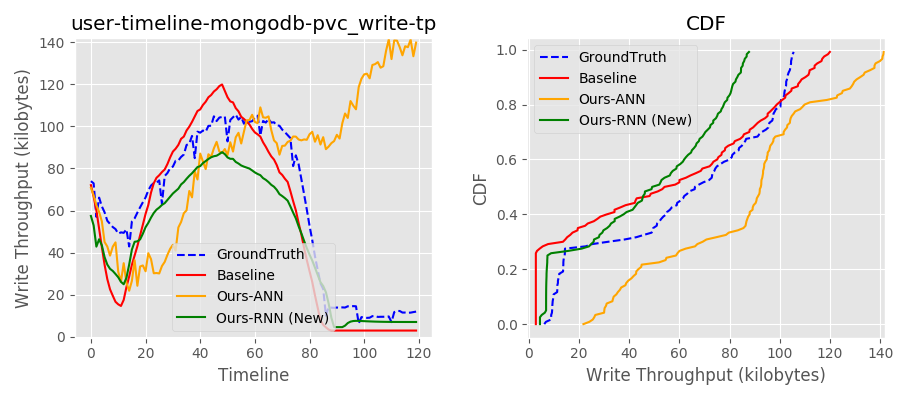 user-timeline-mongodb-pvc_write-tp
Write Throughput (kilobytes)
140
120
100
80
60
40
20
0
0 20 40 60 80 100 120
Timeline
GroundTruth
Baseline
Ours-ANN
Ours-RNN (New)
CDF
CDF
1.0
0.8
0.6
0.4
0.2
0.0
0 20 40 60 80 100 120 140
Write Throughput (kilobytes)
GroundTruth
Baseline
Ours-ANN
Ours-RNN (New)